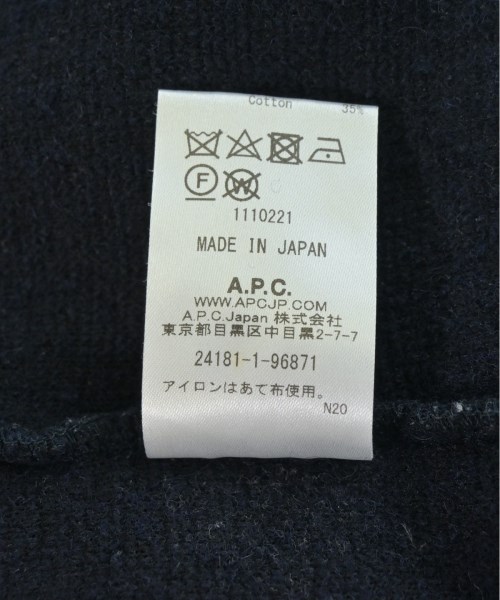 Cotton 35%
F W
1110221
MADE IN JAPAN
A.P.C.
WWW.APCJP.COM
A.P.C.Japan 株式会社
東京都目黒区中目黒2-7-7
24181-1-96871
アイロンはあて布使用。
N20